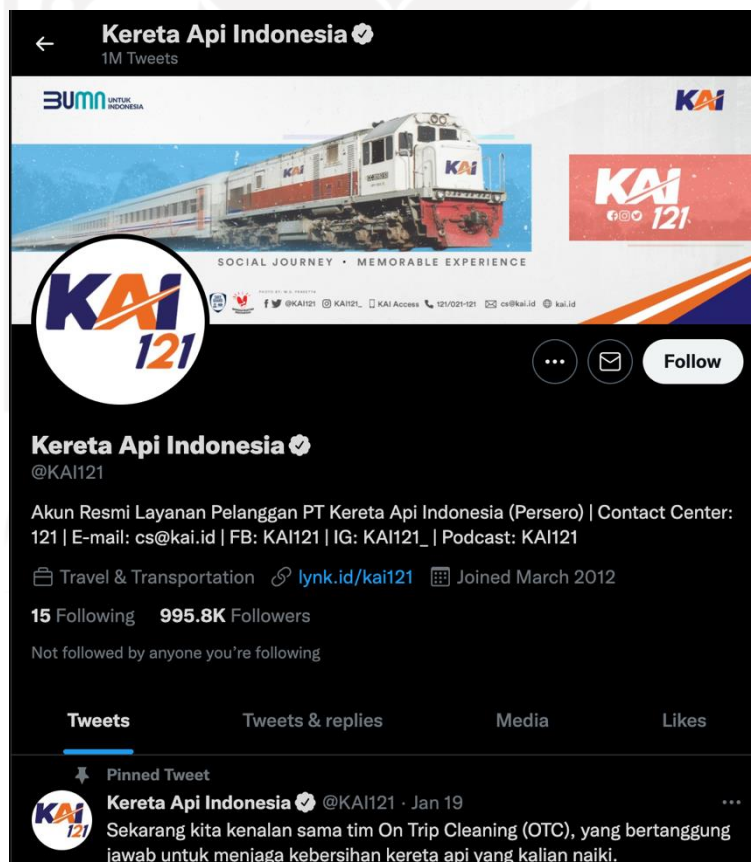 Kereta Api Indonesia
1M Tweets
BUMN UNTUK INDONESIA
KAI
KAI
KAI
KAI
121
SOCIAL JOURNEY • MEMORABLE EXPERIENCE
@KAI121 KAI121_ KAI Access 121/021-121 cs@kai.id kai.id
KAI
121
Follow
Kereta Api Indonesia
@KAI121
Akun Resmi Layanan Pelanggan PT Kereta Api Indonesia (Persero) | Contact Center:
121 | E-mail: cs@kai.id | FB: KAI121 | IG: KAI121_ | Podcast: KAI121
Travel & Transportation lynk.id/kai121 Joined March 2012
15 Following 995.8K Followers
Not followed by anyone you’re following
Tweets Tweets & replies Media Likes
Pinned Tweet
Kereta Api Indonesia @KAI121 · Jan 19
KAI
121
Sekarang kita kenalan sama tim On Trip Cleaning (OTC), yang bertanggung
jawab untuk menjaga kebersihan kereta api yang kalian naiki.